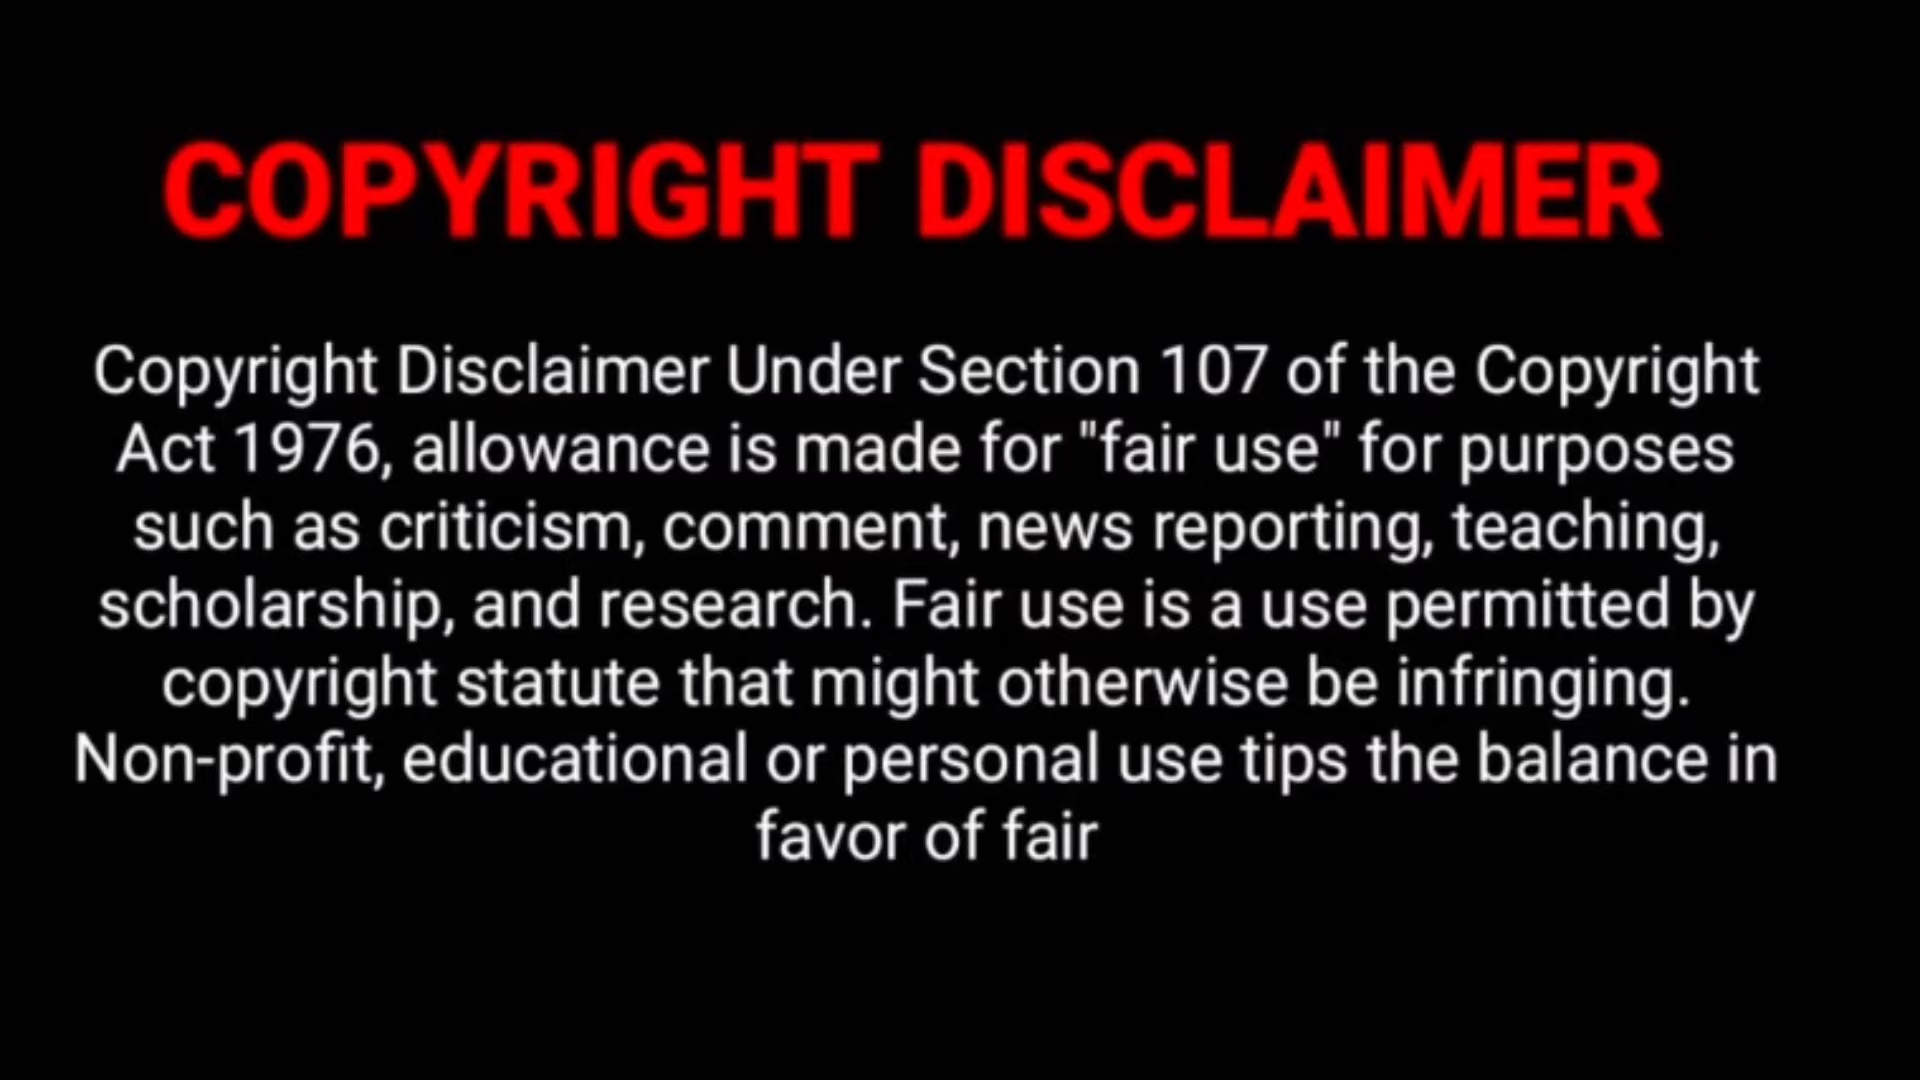 COPYRIGHT DISCLAIMER
Copyright Disclaimer Under Section 107 of the Copyright
Act 1976, allowance is made for "fair use" for purposes
such as criticism, comment, news reporting, teaching,
scholarship, and research. Fair use is a use permitted by
copyright statute that might otherwise be infringing.
Non-profit, educational or personal use tips the balance in
favor of fair